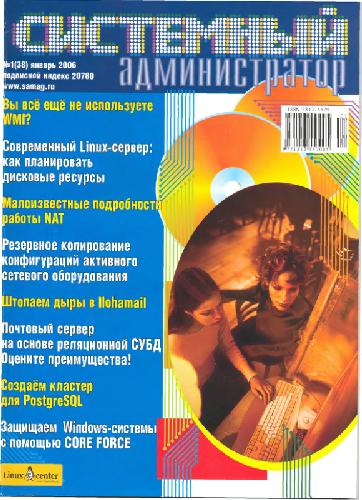 СИСТЕМНЫЙ
администратор
№1(38) январь 2006
подписной индекс 20780
www.samag.ru
Вы всё ещё не используете
WMI?
Современный Linux-сервер:
как планировать
дисковые ресурсы
Малоизвестные подробности
работы NAT
Резервное копирование
конфигураций активного
сетевого оборудования
Штопаем дыры в Ilohamail
Почтовый сервер
на основе реляционной СУБД
Оцените преимущества!
Создаём кластер
для PostgreSQL
Защищаем Windows-системы
с помощью CORE FORCE
Linux center